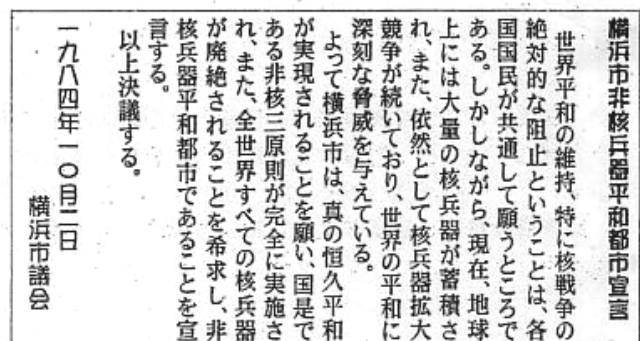 横浜市非核兵器平和都市宣言
世界平和の維持、特に核戦争の
絶対的な阻止ということは、各
国国民が共通して願うところで
ある。しかしながら、現在、地球
上には大量の核兵器が蓄積さ
れ、また、依然として核兵器拡大
競争が続いており、世界の平和に
深刻な脅威を与えている。
よって横浜市は、真の恒久平和
が実現されることを願い、国是で
ある非核三原則が完全に実施さ
れ、また、全世界すべての核兵器
が廃絶されることを希求し、非
核兵器平和都市であることを宣
言する。
以上決議する。
一九八四年一〇月二日
横浜市議会